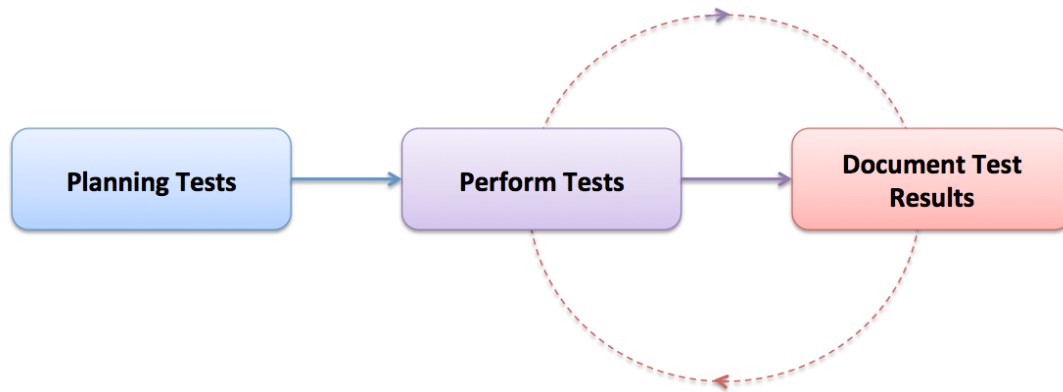 Planning Tests
Perform Tests
Document Test
Results